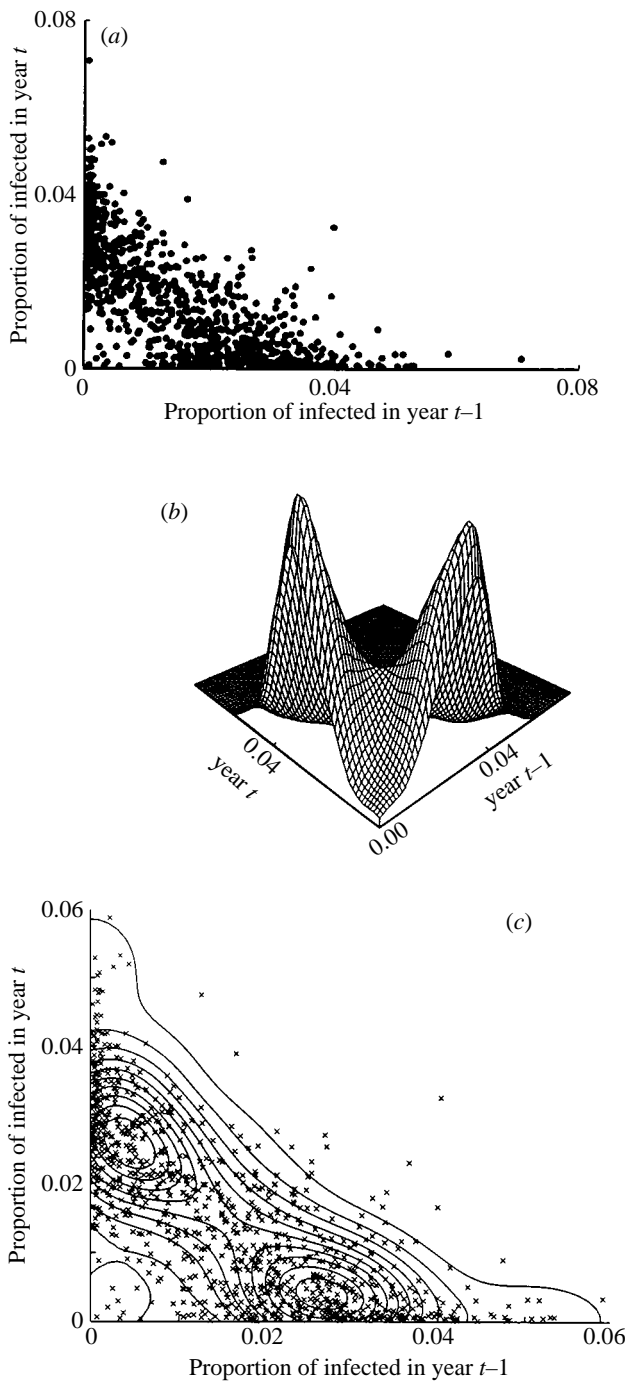 (a)
0.08
0.04
0
Proportion of infected in year t
0 0.04 0.08
Proportion of infected in year t–1
(b)
0.04
year t
0.04
year t–1
0.00
(c)
0.06
0.04
0.02
0
Proportion of infected in year t
0 0.02 0.04 0.06
Proportion of infected in year t–1